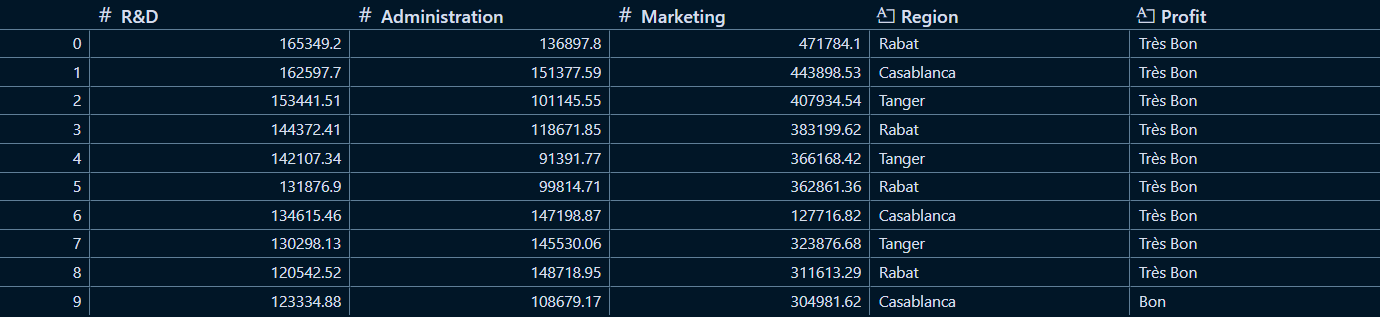 # R&D # Administration # Marketing A Region A Profit
0 165349.2 136897.8 471784.1 Rabat Très Bon
1 162597.7 151377.59 443898.53 Casablanca Très Bon
2 153441.51 101145.55 407934.54 Tanger Très Bon
3 144372.41 118671.85 383199.62 Rabat Très Bon
4 142107.34 91391.77 366168.42 Tanger Très Bon
5 131876.9 99814.71 362861.36 Rabat Très Bon
6 134615.46 147198.87 127716.82 Casablanca Très Bon
7 130298.13 145530.06 323876.68 Tanger Très Bon
8 120542.52 148718.95 311613.29 Rabat Très Bon
9 123334.88 108679.17 304981.62 Casablanca Bon